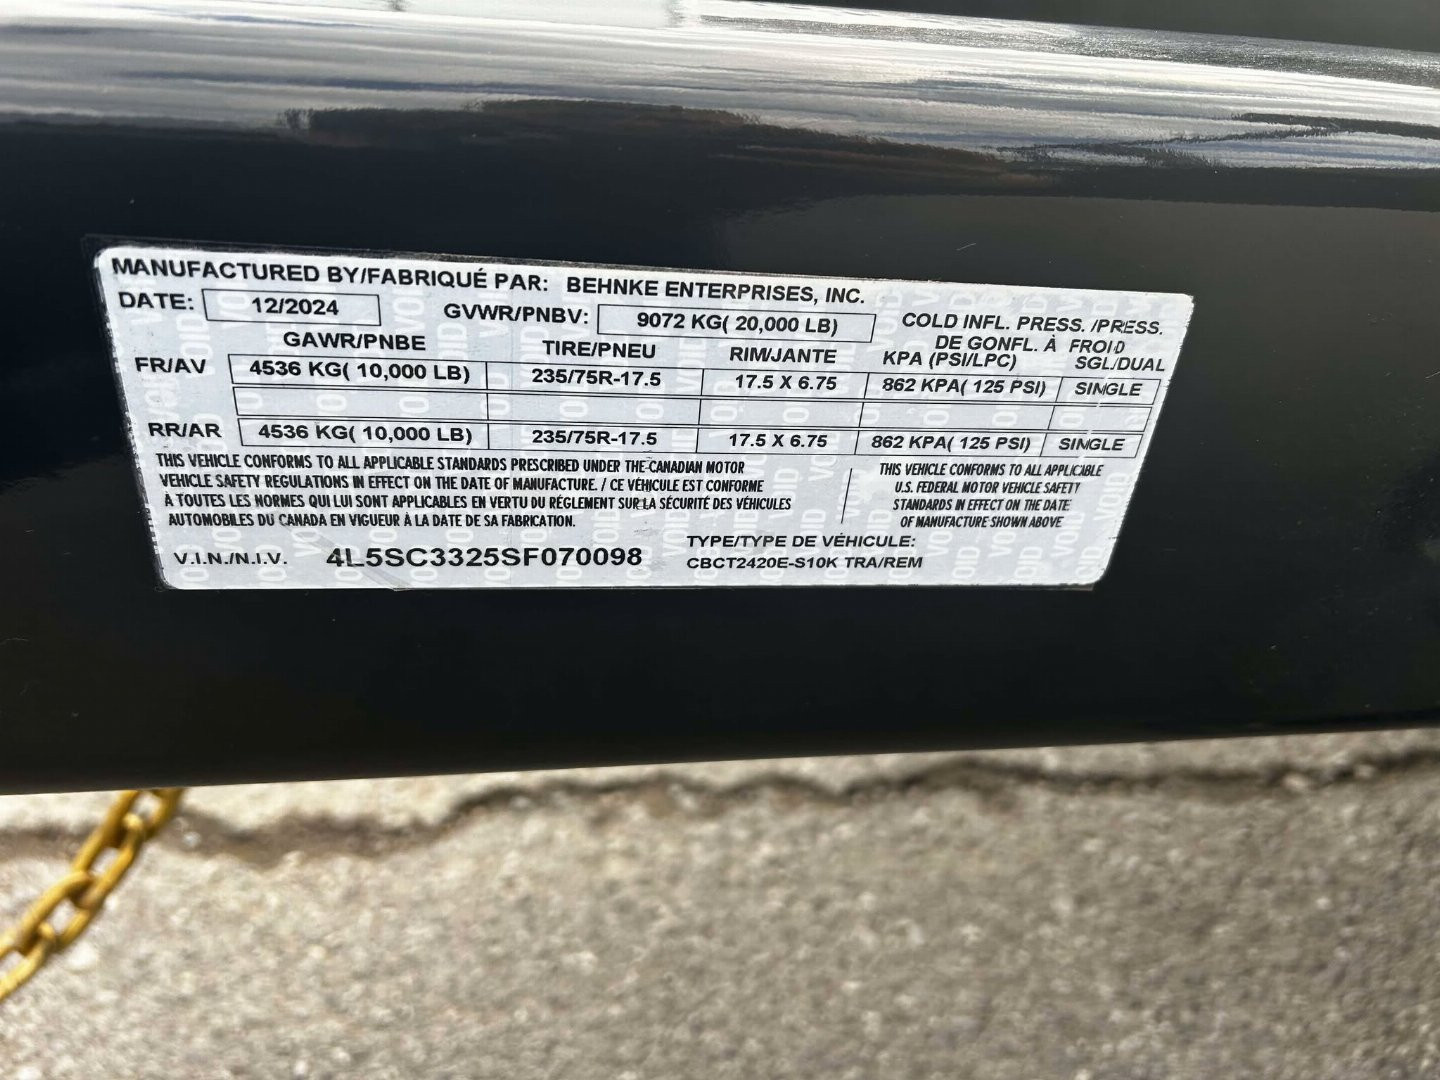 MANUFACTURED BY/FABRIQUÉ PAR: BEHNKE ENTERPRISES, INC.
DATE: 12/2024 GVWR/PNBV: 9072 KG( 20,000 LB) COLD INFL. PRESS. /PRESS.
DE GONFL. À FROID
GAWR/PNBE TIRE/PNEU RIM/JANTE KPA (PSI/LPC) SGL/DUAL
FR/AV 4536 KG( 10,000 LB) 235/75R-17.5 17.5 X 6.75 862 KPA( 125 PSI) SINGLE
RR/AR 4536 KG( 10,000 LB) 235/75R-17.5 17.5 X 6.75 862 KPA( 125 PSI) SINGLE
THIS VEHICLE CONFORMS TO ALL APPLICABLE STANDARDS PRESCRIBED UNDER THE CANADIAN MOTOR
VEHICLE SAFETY REGULATIONS IN EFFECT ON THE DATE OF MANUFACTURE. / CE VÉHICULE EST CONFORME
À TOUTES LES NORMES QUI LUI SONT APPLICABLES EN VERTU DU RÉGLEMENT SUR LA SÉCURITÉ DES VÉHICULES
AUTOMOBILES DU CANADA EN VIGUEUR À LA DATE DE SA FABRICATION.
THIS VEHICLE CONFORMS TO ALL APPLICABLE
U.S. FEDERAL MOTOR VEHICLE SAFETY
STANDARDS IN EFFECT ON THE DATE
OF MANUFACTURE SHOWN ABOVE
V.I.N./N.I.V. 4L5SC3325SF070098
TYPE/TYPE DE VÉHICULE:
CBCT2420E-S10K TRA/REM